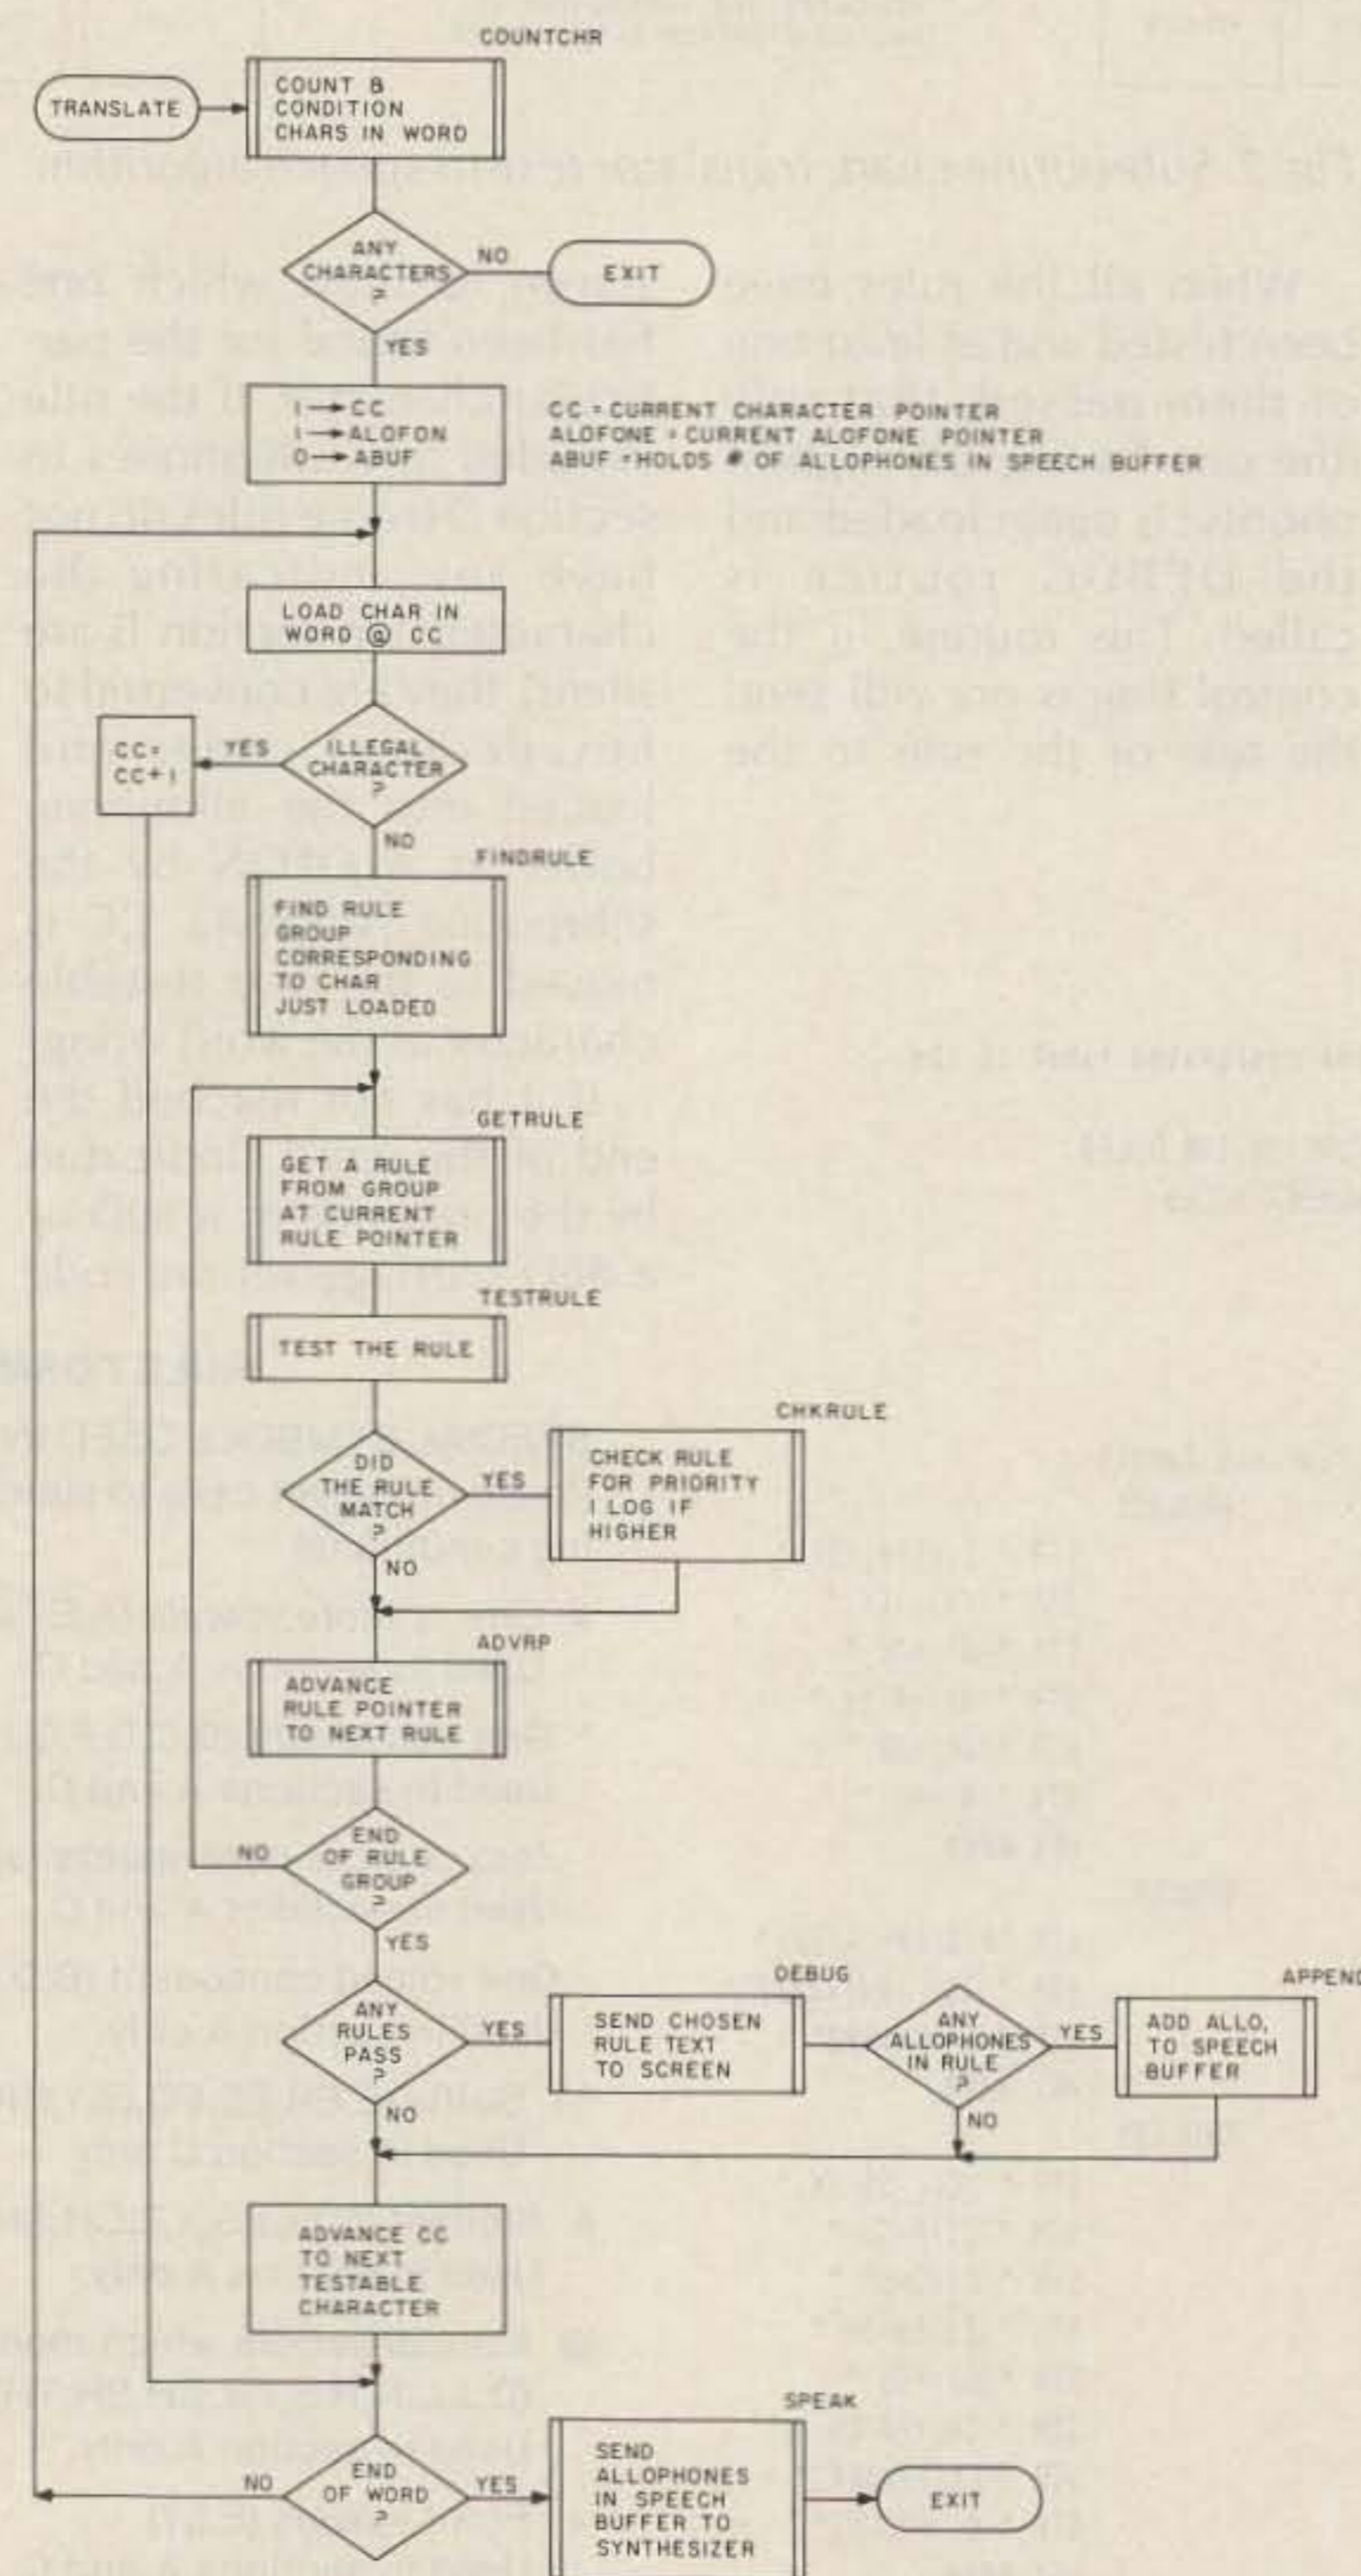 COUNTCHR
TRANSLATE
COUNT &
CONDITION
CHARS IN WORD
ANY
CHARACTERS
?
NO
EXIT
YES
1 → CC
1 → ALOFON
0 → ABUF
CC = CURRENT CHARACTER POINTER
ALOFONE = CURRENT ALOFONE POINTER
ABUF = HOLDS # OF ALLOPHONES IN SPEECH BUFFER
LOAD CHAR IN
WORD @ CC
CC=
CC+1
YES
ILLEGAL
CHARACTER
?
NO
FINDRULE
FIND RULE
GROUP
CORRESPONDING
TO CHAR
JUST LOADED
GETRULE
GET A RULE
FROM GROUP
AT CURRENT
RULE POINTER
TESTRULE
TEST THE RULE
CHKRULE
DID
THE RULE
MATCH
?
YES
CHECK RULE
FOR PRIORITY
1 LOG IF
HIGHER
NO
ADVRP
ADVANCE
RULE POINTER
TO NEXT RULE
NO
END
OF RULE
GROUP
?
YES
DEBUG
APPEND
ANY
RULES
PASS
?
YES
SEND CHOSEN
RULE TEXT
TO SCREEN
ANY
ALLOPHONES
IN RULE
?
YES
ADD ALLO,
TO SPEECH
BUFFER
NO
NO
ADVANCE CC
TO NEXT
TESTABLE
CHARACTER
SPEAK
NO
END
OF WORD
?
YES
SEND
ALLOPHONES
IN SPEECH
BUFFER TO
SYNTHESIZER
EXIT